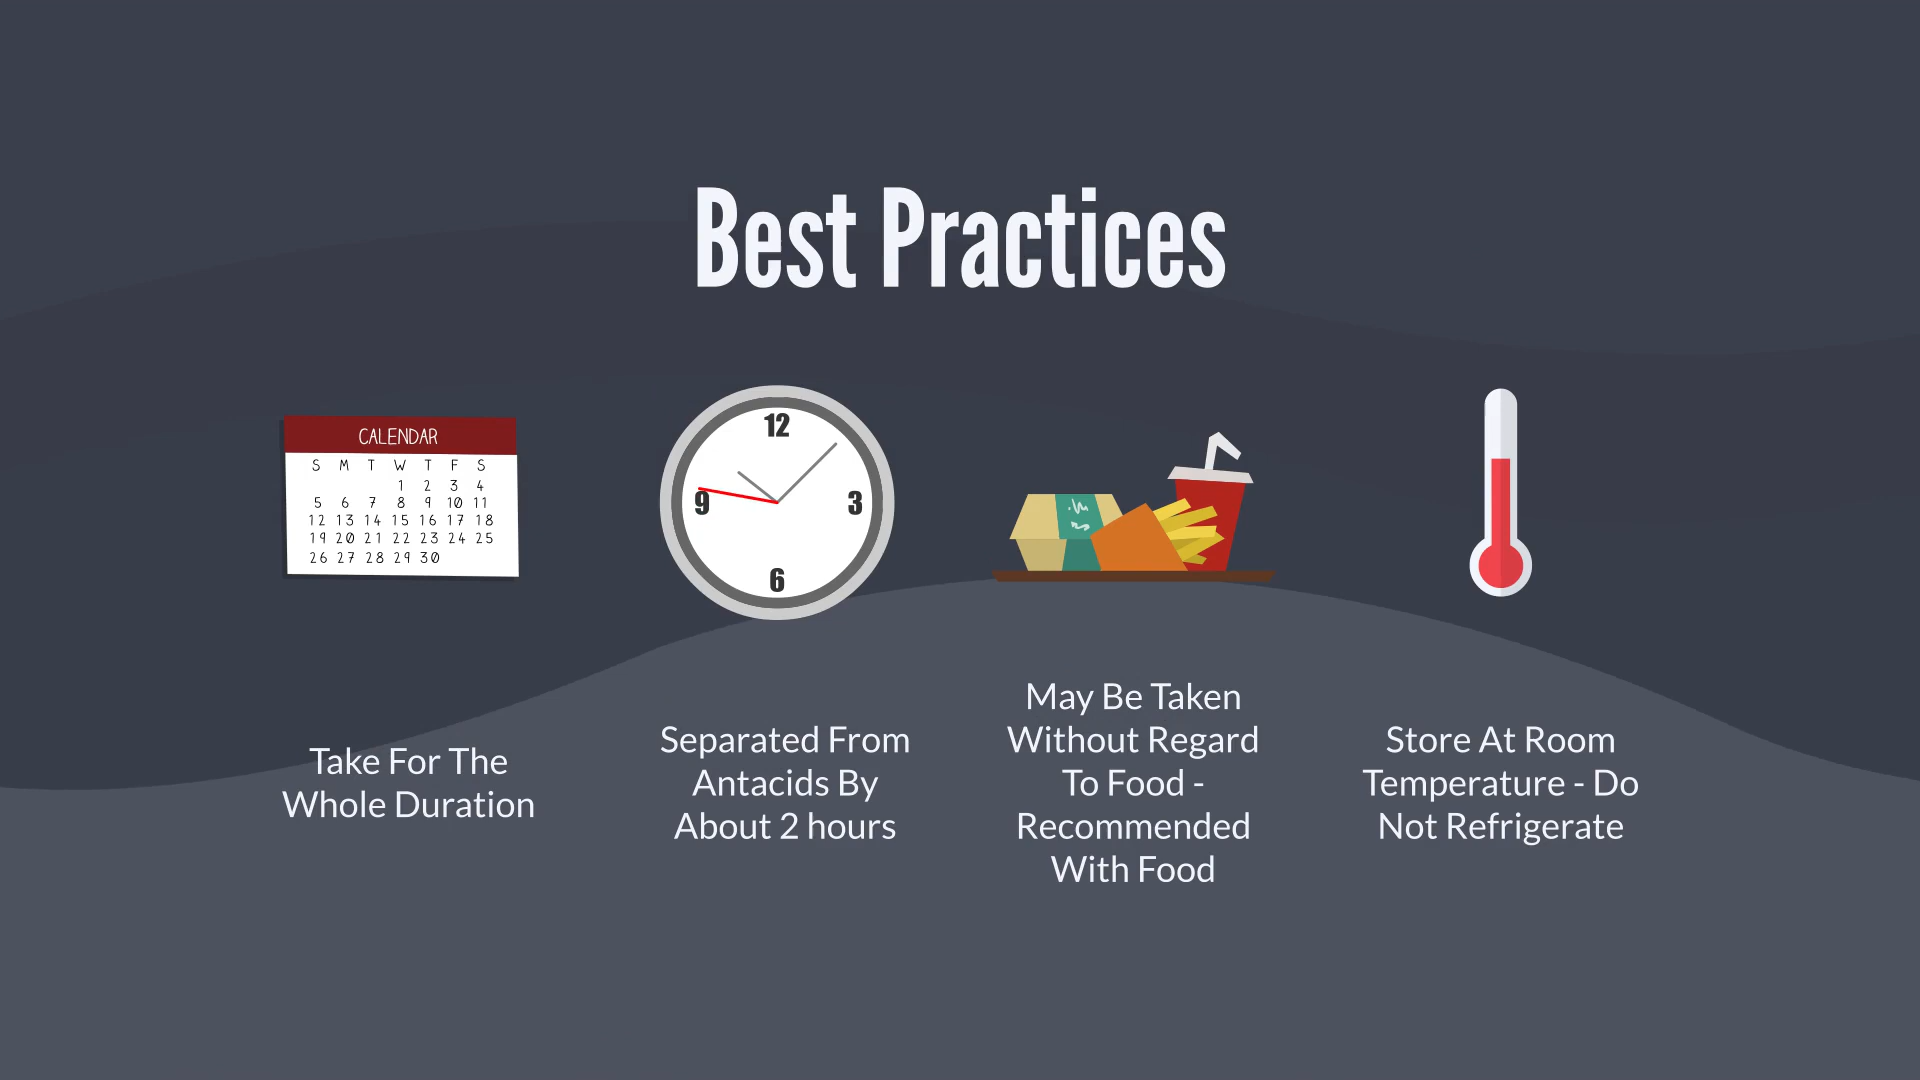 Best Practices
CALENDAR
S M T W T F S
1 2 3 4
5 6 7 8 9 10 11
12 13 14 15 16 17 18
19 20 21 22 23 24 25
26 27 28 29 30
12
9 3
6
Take For The
Whole Duration
Separated From
Antacids By
About 2 hours
May Be Taken
Without Regard
To Food -
Recommended
With Food
Store At Room
Temperature - Do
Not Refrigerate